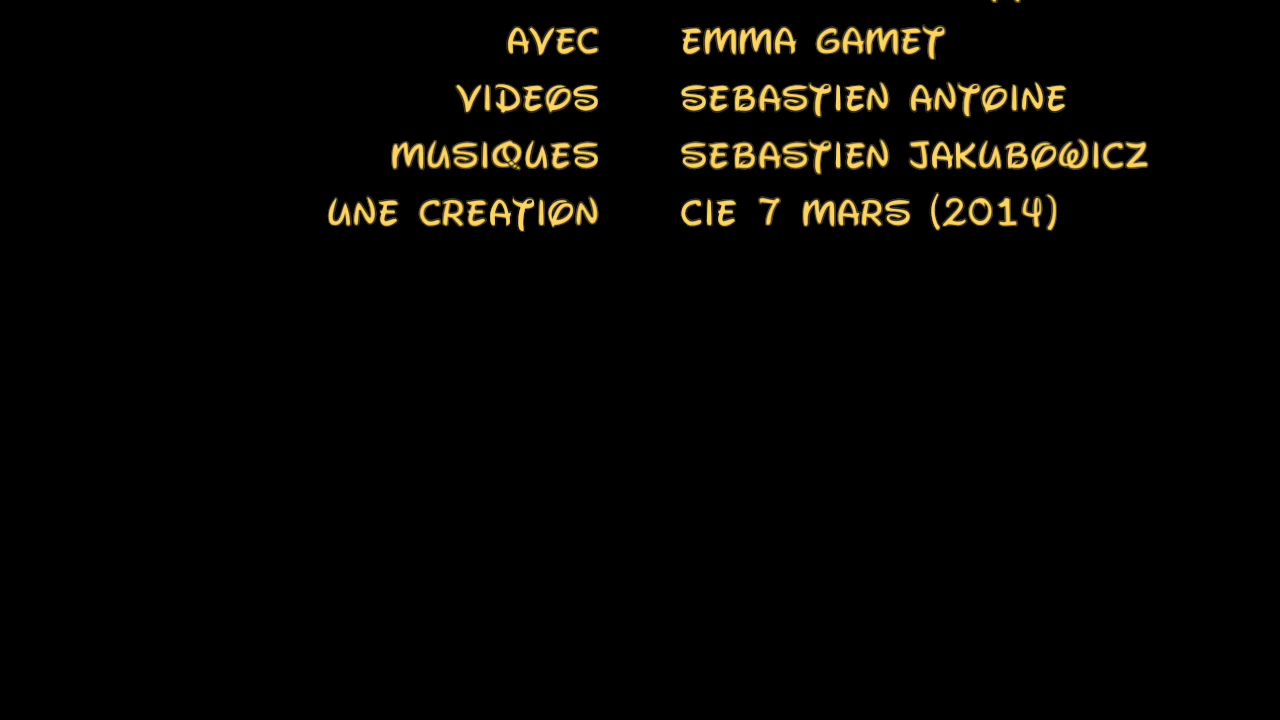 AVEC EMMA GAMET
VIDEOS SEBASTIEN ANTOINE
MUSIQUES SEBASTIEN JAKUBOWICZ
UNE CREATION CIE 7 MARS (2014)